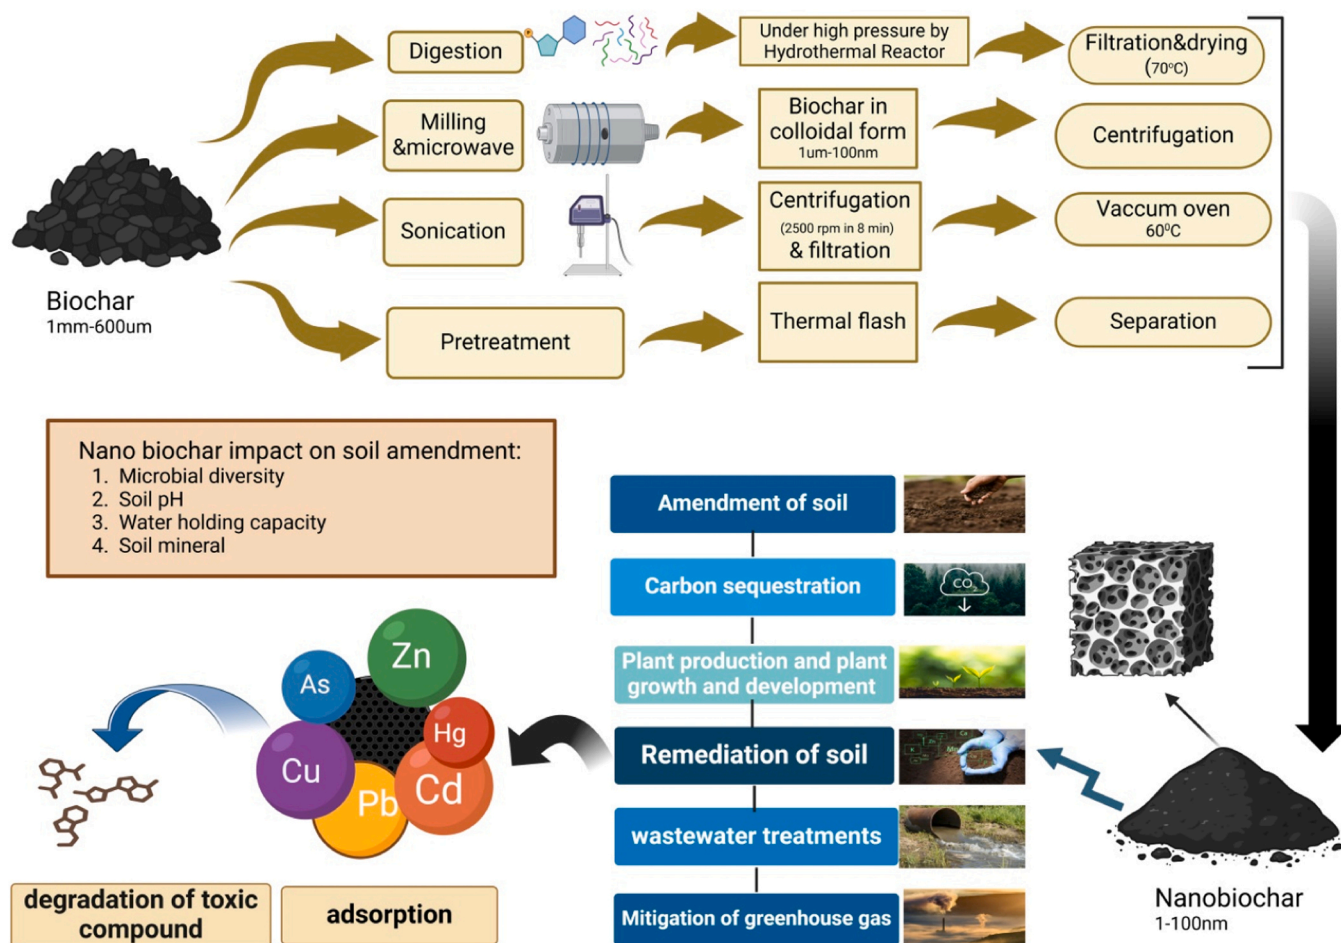 Digestion
P
Under high pressure by
Hydrothermal Reactor
Filtration&drying
(70°C)
Milling
&microwave
Biochar in
colloidal form
1um-100nm
Centrifugation
Sonication
Centrifugation
(2500 rpm in 8 min)
& filtration
Vaccum oven
60⁰C
Biochar
1mm-600um
Pretreatment
Thermal flash
Separation
Nano biochar impact on soil amendment:
1. Microbial diversity
2. Soil pH
3. Water holding capacity
4. Soil mineral
Amendment of soil
Carbon sequestration
CO₂
Plant production and plant
growth and development
Remediation of soil
wastewater treatments
Mitigation of greenhouse gas
Zn
As
Hg
Cu
Cd
Pb
degradation of toxic
compound
adsorption
Nanobiochar
1-100nm